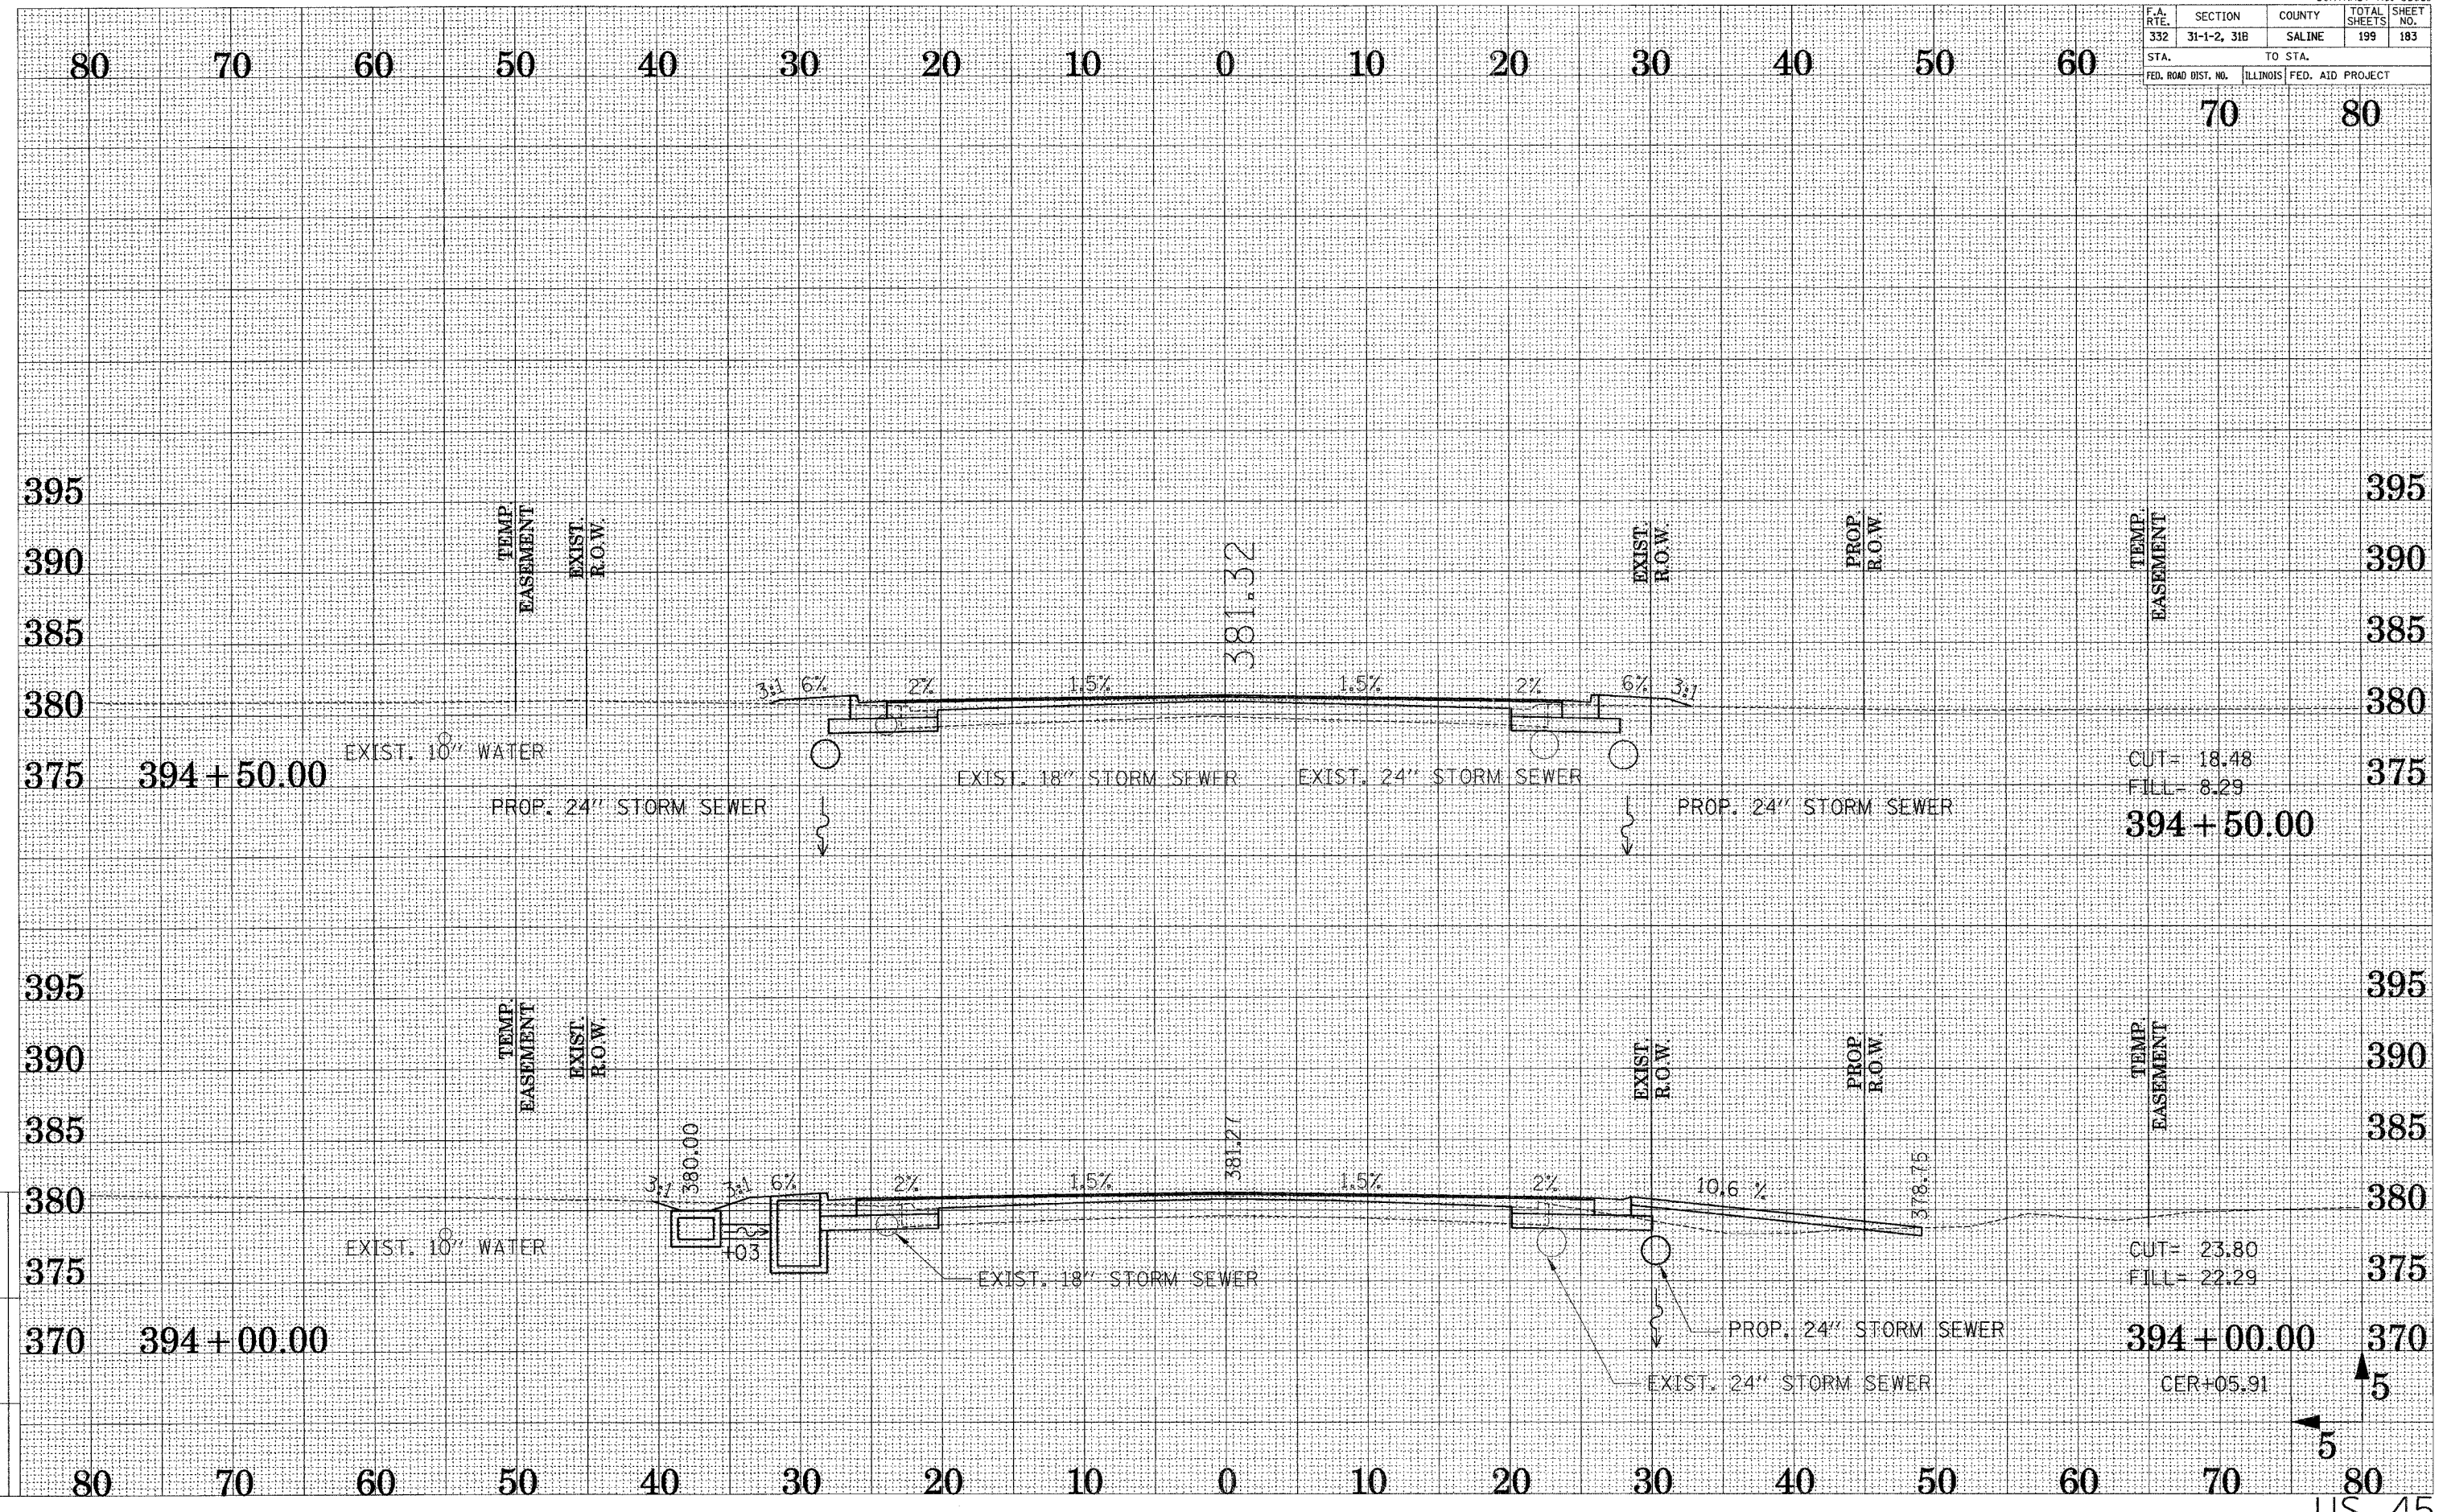 F.A. RTE. SECTION COUNTY TOTAL SHEETS SHEET NO.
332 31-1-2, 31B SALINE 199 183
STA. TO STA.
FED. ROAD DIST. NO. ILLINOIS FED. AID PROJECT
80 70 60 50 40 30 20 10 0 10 20 30 40 50 60 70 80
395 395
TEMP. EASEMENT
EXIST. R.O.W.
EXIST. R.O.W.
PROP. R.O.W.
TEMP. EASEMENT
390 390
381.32
385 385
3:1 6% 2% 1.5% 1.5% 2% 6% 3:1
380 380
EXIST. 10" WATER
375 394+50.00
EXIST. 18" STORM SEWER EXIST. 24" STORM SEWER
CUT= 18.48 375
FILL= 8.29
PROP. 24" STORM SEWER PROP. 24" STORM SEWER
394+50.00
395 395
TEMP. EASEMENT
EXIST. R.O.W.
EXIST. R.O.W.
PROP. R.O.W.
TEMP. EASEMENT
390 390
385 385
380.00
381.27
378.75
3:1 3:1 6% 2% 1.5% 1.5% 2% 10.6 %
380 380
EXIST. 10" WATER
+03
CUT= 23.80
375 375
EXIST. 18" STORM SEWER
FILL= 22.29
PROP. 24" STORM SEWER
370 394+00.00 394+00.00 370
EXIST. 24" STORM SEWER
CER+05.91
5
5
80 70 60 50 40 30 20 10 0 10 20 30 40 50 60 70 80
US 45